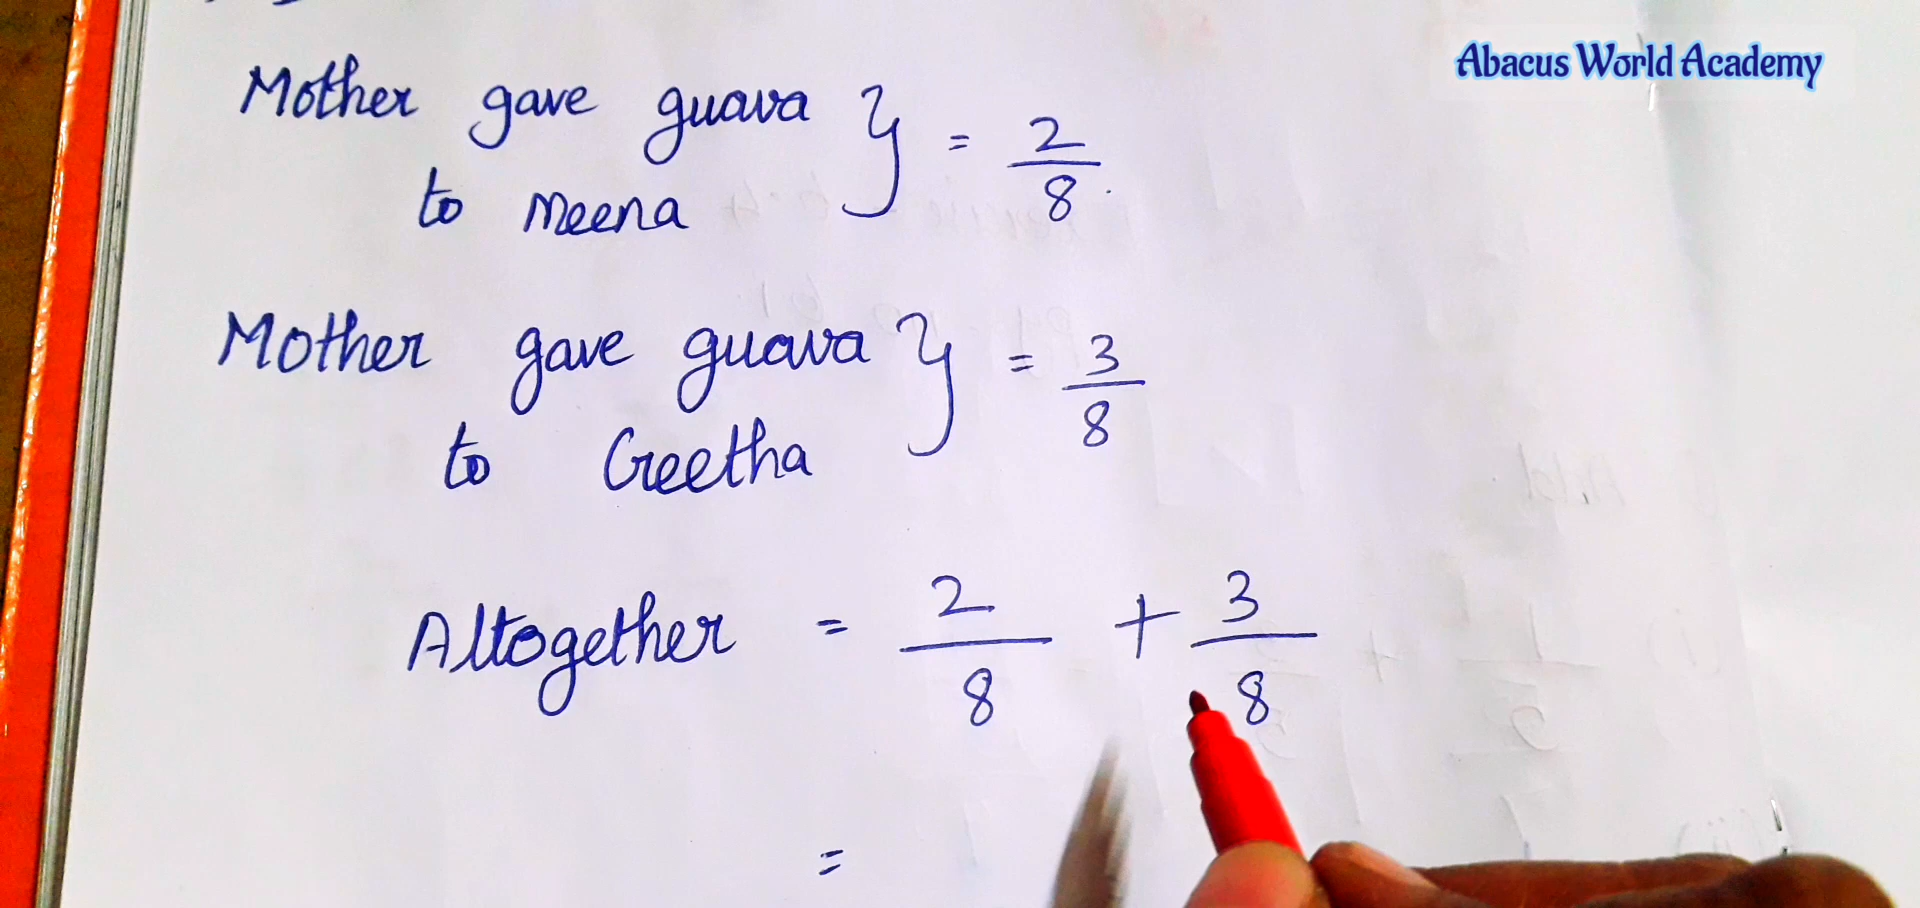 Abacus World Academy
Mother gave guava } = 2/8
to Meena
Mother gave guava } = 3/8
to Geetha
Altogether = 2/8 + 3/8
=